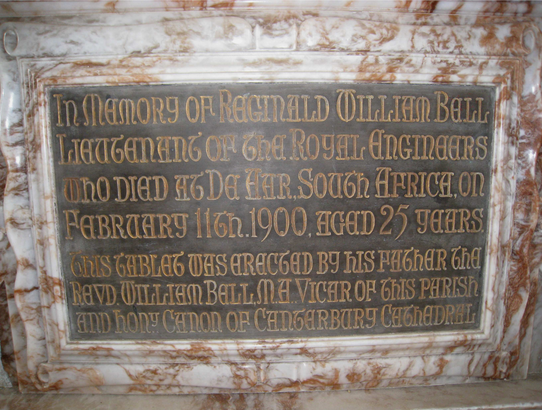 In Memory of Reginald William Bell
Lieutenant of the Royal Engineers
who died at De Aar, South Africa, on
February 11th. 1900, aged 25 years
This tablet was erected by his father the
Revd. William Bell, M.A. Vicar of this Parish
and Hony. Canon of Canterbury Cathedral.